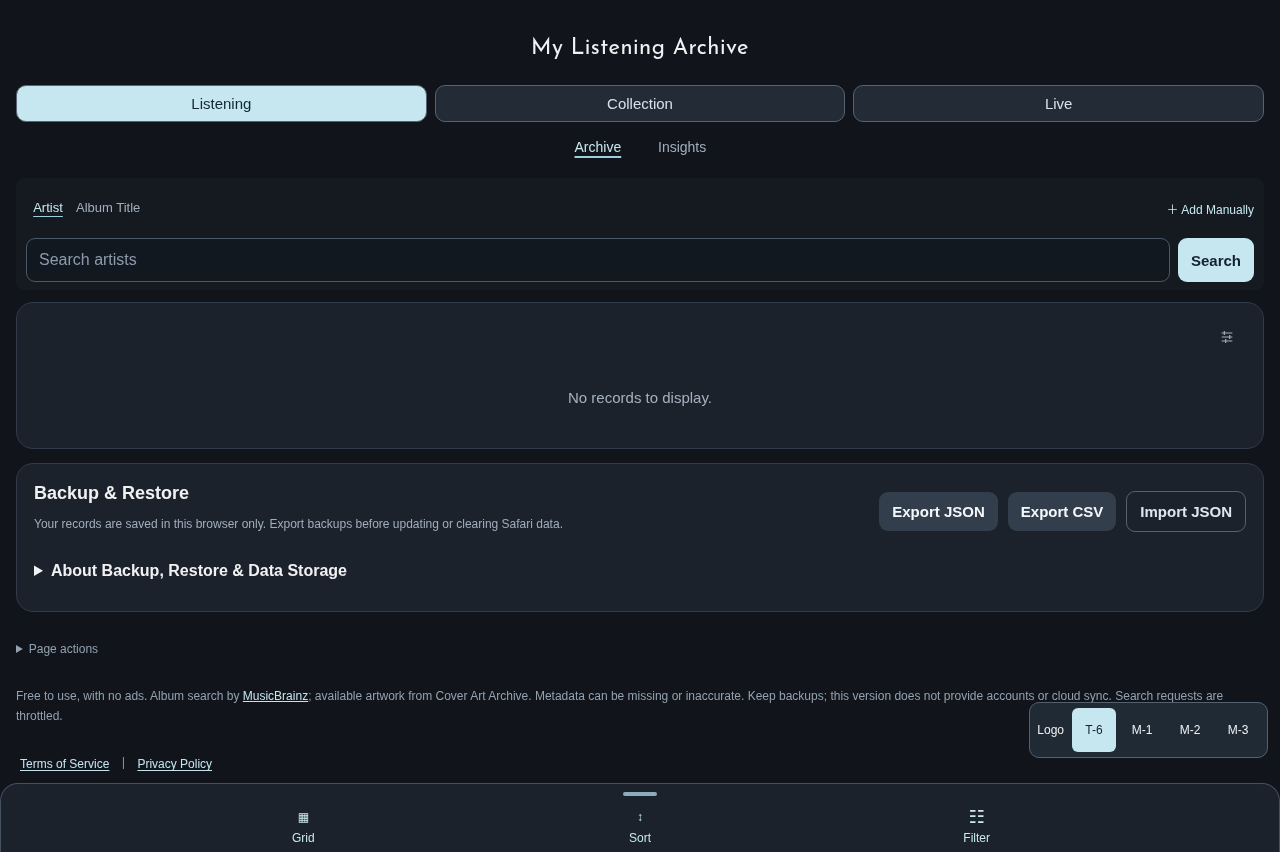 My Listening Archive
Listening
Collection
Live
Archive
Insights
Artist
Album Title
+ Add Manually
Search artists
Search
No records to display.
Backup & Restore
Your records are saved in this browser only. Export backups before updating or clearing Safari data.
Export JSON
Export CSV
Import JSON
About Backup, Restore & Data Storage
Page actions
Free to use, with no ads. Album search by MusicBrainz; available artwork from Cover Art Archive. Metadata can be missing or inaccurate. Keep backups; this version does not provide accounts or cloud sync. Search requests are
throttled.
Logo
T-6
M-1
M-2
M-3
Terms of Service
Privacy Policy
Grid
Sort
Filter